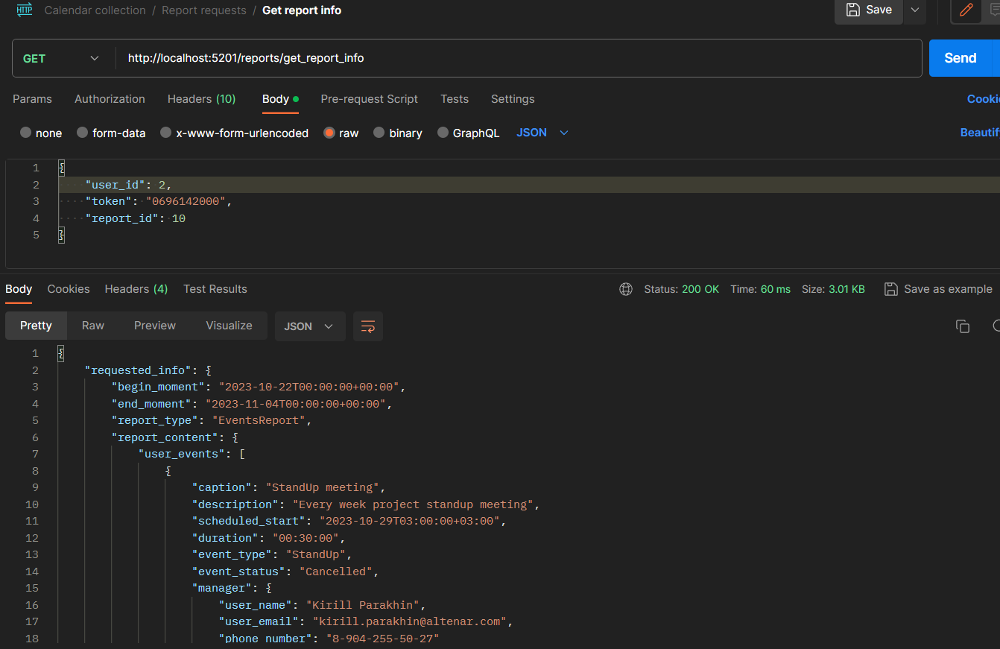 HTTP Calendar collection / Report requests / Get report info Save
GET http://localhost:5201/reports/get_report_info Send
Params Authorization Headers (10) Body Pre-request Script Tests Settings Cooki
none form-data x-www-form-urlencoded raw binary GraphQL JSON Beautif
1 {
2 "user_id": 2,
3 "token": "0696142000",
4 "report_id": 10
5 }
Body Cookies Headers (4) Test Results Status: 200 OK Time: 60 ms Size: 3.01 KB Save as example
Pretty Raw Preview Visualize JSON
1 {
2 "requested_info": {
3 "begin_moment": "2023-10-22T00:00:00+00:00",
4 "end_moment": "2023-11-04T00:00:00+00:00",
5 "report_type": "EventsReport",
6 "report_content": {
7 "user_events": [
8 {
9 "caption": "StandUp meeting",
10 "description": "Every week project standup meeting",
11 "scheduled_start": "2023-10-29T03:00:00+03:00",
12 "duration": "00:30:00",
13 "event_type": "StandUp",
14 "event_status": "Cancelled",
15 "manager": {
16 "user_name": "Kirill Parakhin",
17 "user_email": "kirill.parakhin@altenar.com",
18 "phone_number": "8-904-255-50-27"